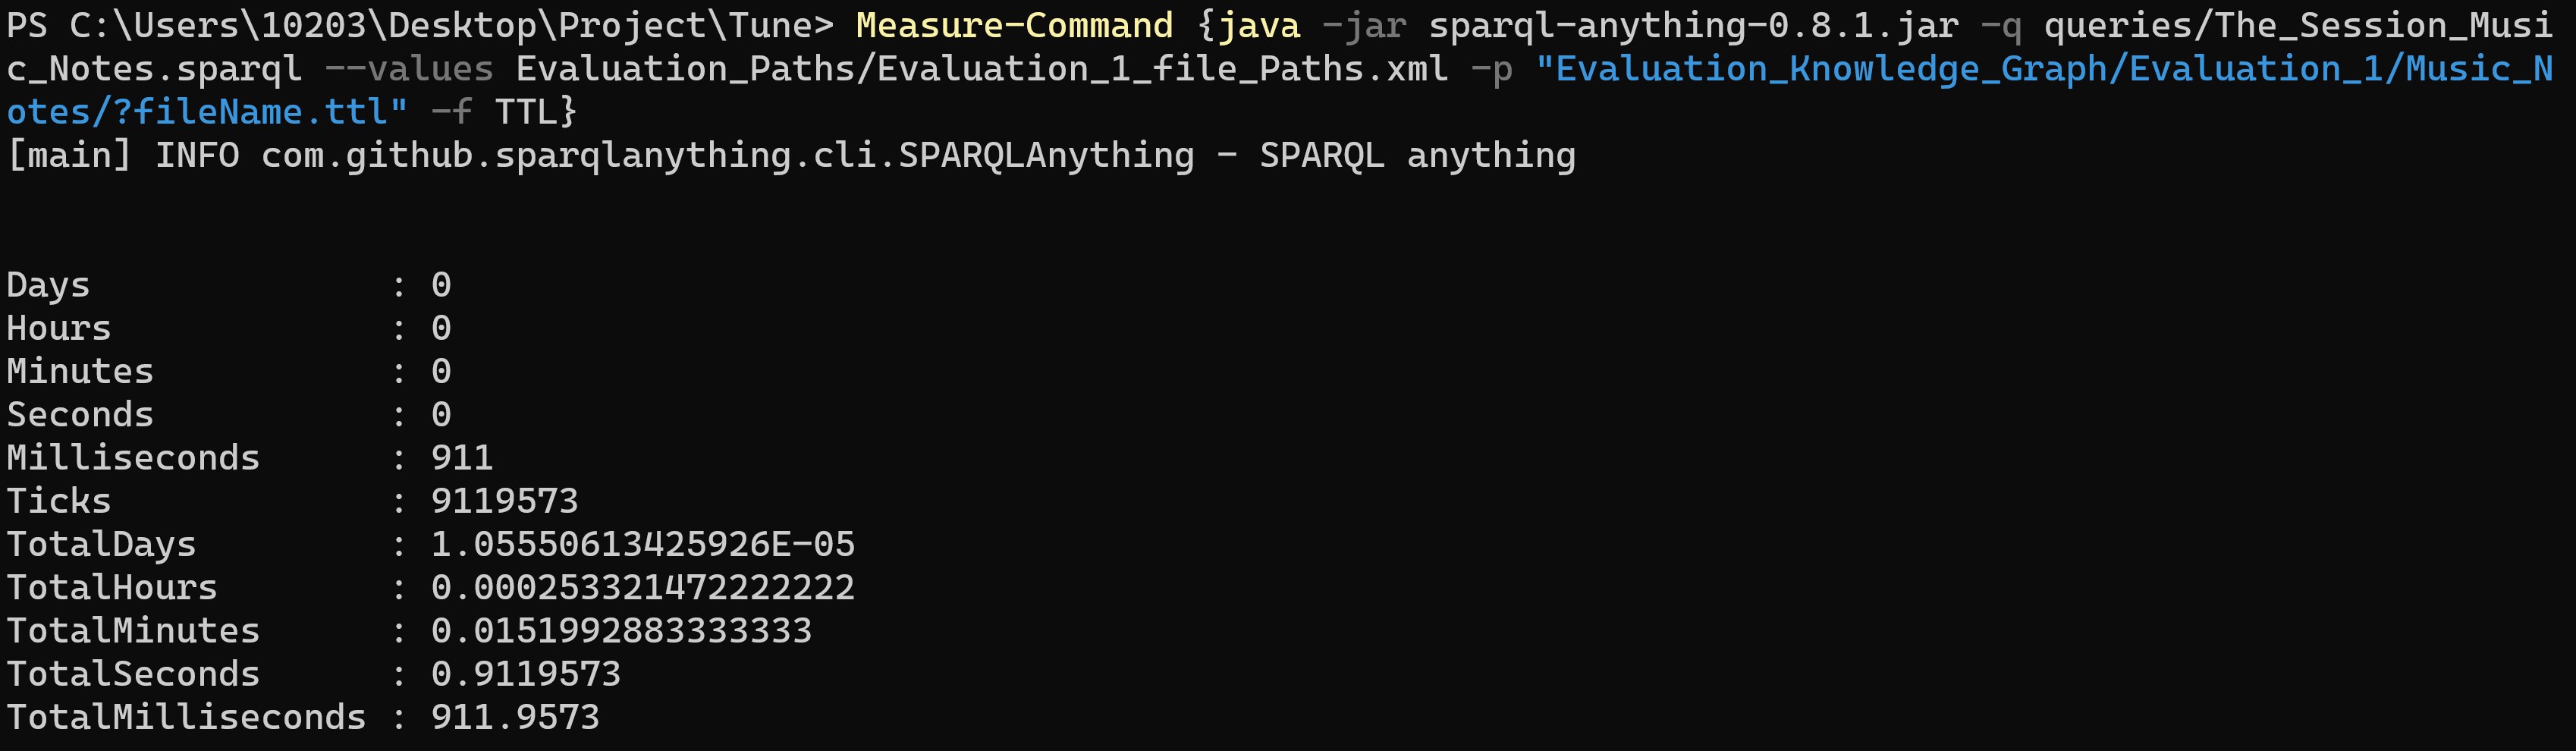 PS C:\Users\10203\Desktop\Project\Tune> Measure-Command {java -jar sparql-anything-0.8.1.jar -q queries/The_Session_Musi
c_Notes.sparql --values Evaluation_Paths/Evaluation_1_file_Paths.xml -p "Evaluation_Knowledge_Graph/Evaluation_1/Music_N
otes/?fileName.ttl" -f TTL}
[main] INFO com.github.sparqlanything.cli.SPARQLAnything - SPARQL anything
Days              : 0
Hours             : 0
Minutes           : 0
Seconds           : 0
Milliseconds      : 911
Ticks             : 9119573
TotalDays         : 1.05550613425926E-05
TotalHours        : 0.000253321472222222
TotalMinutes      : 0.0151992883333333
TotalSeconds      : 0.9119573
TotalMilliseconds : 911.9573